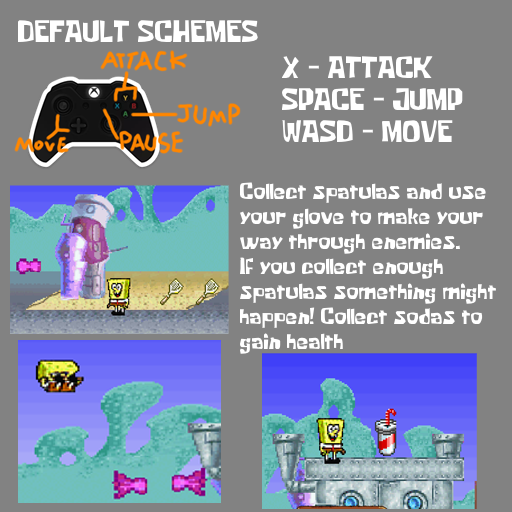 DEFAULT SCHEMES
ATTACK
X - ATTACK
SPACE - JUMP
WASD - MOVE
Y
X B
A
JUMP
MOVE
PAUSE
Collect spatulas and use
your glove to make your
way through enemies.
If you collect enough
spatulas something might
happen! Collect sodas to
gain health